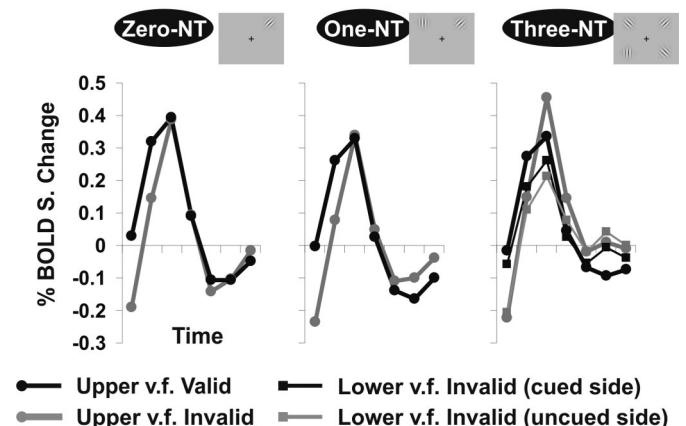 Zero-NT One-NT Three-NT
% BOLD S. Change
0.5
0.4
0.3
0.2
0.1
0
-0.1
-0.2
-0.3
Time
Upper v.f. Valid Lower v.f. Invalid (cued side)
Upper v.f. Invalid Lower v.f. Invalid (uncued side)